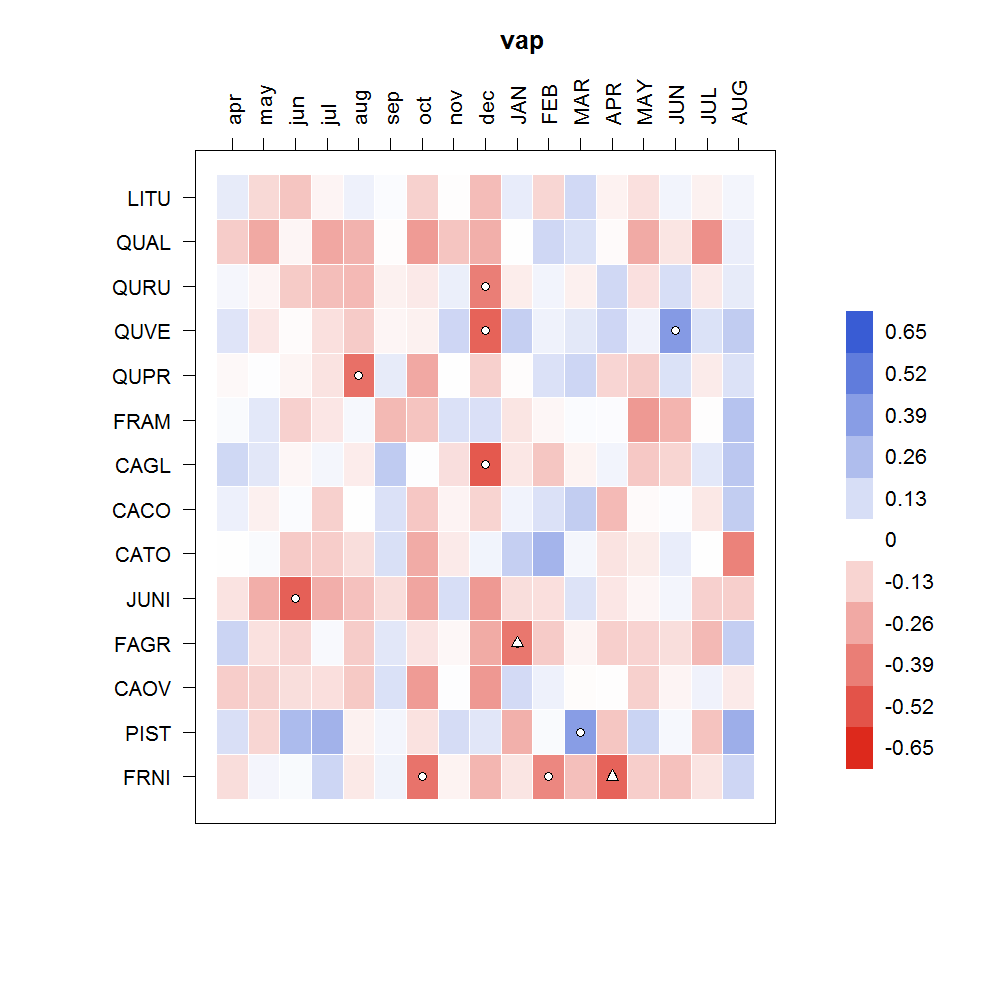 vap
apr may jun jul aug sep oct nov dec JAN FEB MAR APR MAY JUN JUL AUG
LITU
QUAL
QURU
QUVE
QUPR
FRAM
CAGL
CACO
CATO
JUNI
FAGR
CAOV
PIST
FRNI
0.65
0.52
0.39
0.26
0.13
0
-0.13
-0.26
-0.39
-0.52
-0.65